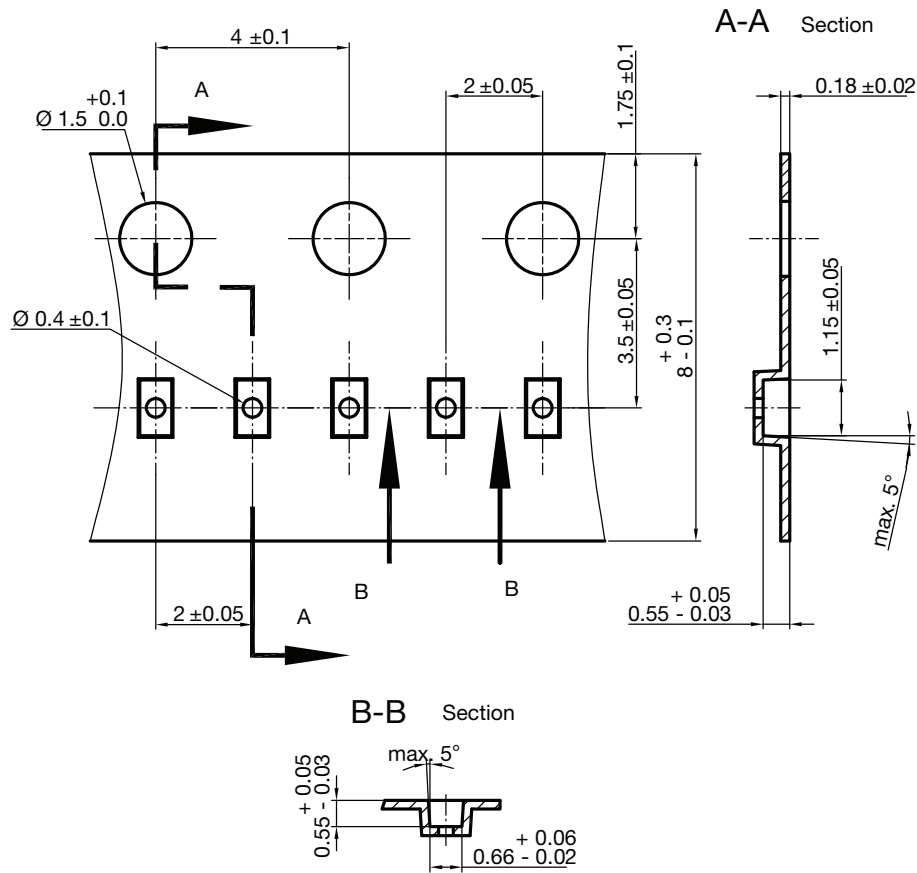 A-A Section
4 ±0.1
0.18 ±0.02
A
2 ±0.05
1.75 ±0.1
+0.1
Ø 1.5 0.0
3.5 ±0.05
+ 0.3
8 - 0.1
1.15 ±0.05
Ø 0.4 ±0.1
max. 5°
B
B
+ 0.05
0.55 - 0.03
2 ±0.05
A
B-B Section
max. 5°
+ 0.05
0.55 - 0.03
+ 0.06
0.66 - 0.02